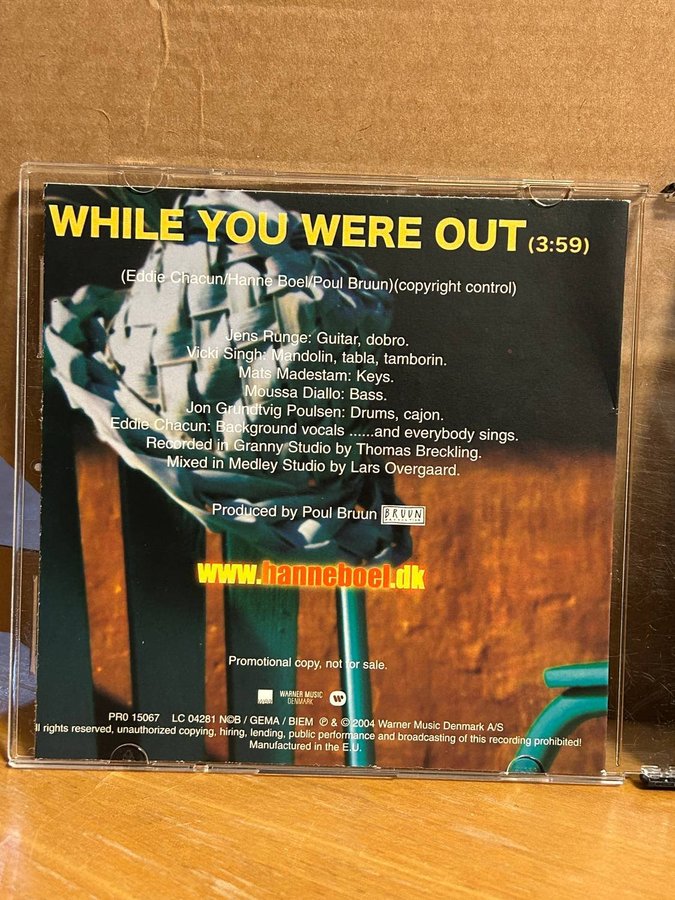 WHILE YOU WERE OUT (3:59)
(Eddie Chacun/Hanne Boel/Poul Bruun)(copyright control)
Jens Runge: Guitar, dobro.
Vicki Singh: Mandolin, tabla, tamborin.
Mats Madestam: Keys.
Moussa Diallo: Bass.
Jon Grundtvig Poulsen: Drums, cajon.
Eddie Chacun: Background vocals ......and everybody sings.
Recorded in Granny Studio by Thomas Breckling.
Mixed in Medley Studio by Lars Overgaard.
Produced by Poul Bruun BRUUN
www.hanneboel.dk
Promotional copy, not for sale.
WARNER MUSIC
DENMARK
PR0 15067 LC 04281 N©B / GEMA / BIEM ℗ & © 2004 Warner Music Denmark A/S
ll rights reserved, unauthorized copying, hiring, lending, public performance and broadcasting of this recording prohibited!
Manufactured in the E.U.